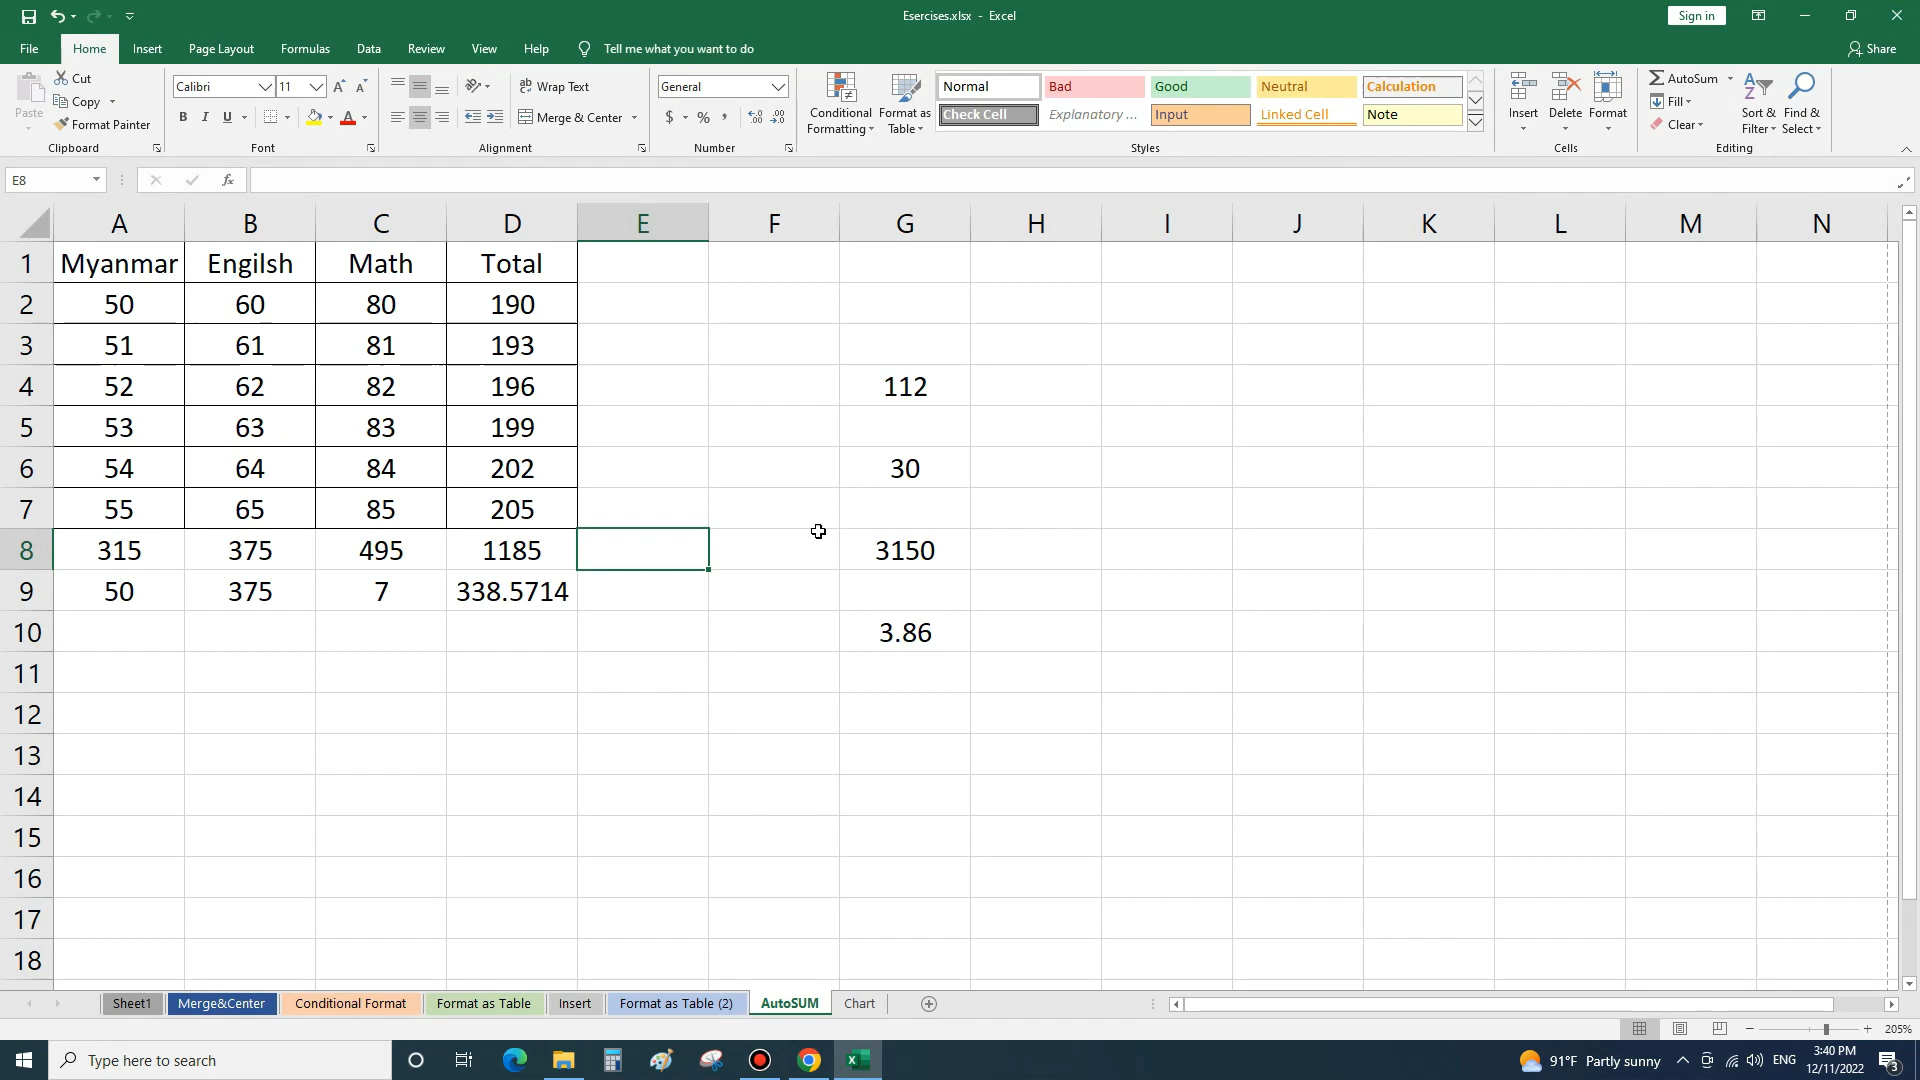 Esercises.xlsx - Excel
Sign in
File Home Insert Page Layout Formulas Data Review View Help Tell me what you want to do Share
Paste Cut Copy Format Painter
Clipboard
Calibri 11 A A
B I U A
Font
ab Wrap Text
Merge & Center
Alignment
General
$ % , .00 .00
Number
Conditional Formatting
Format as Table
Normal Bad Good Neutral Calculation
Check Cell Explanatory ... Input Linked Cell Note
Styles
Insert Delete Format
Cells
AutoSum
Fill
Clear
Sort & Filter
Find & Select
Editing
E8 fx
A B C D E F G H I J K L M N
1 Myanmar Engilsh Math Total
2 50 60 80 190
3 51 61 81 193
4 52 62 82 196 112
5 53 63 83 199
6 54 64 84 202 30
7 55 65 85 205
8 315 375 495 1185 3150
9 50 375 7 338.5714
10 3.86
11
12
13
14
15
16
17
18
Sheet1 Merge&Center Conditional Format Format as Table Insert Format as Table (2) AutoSUM Chart
205%
Type here to search
91°F Partly sunny ENG 3:40 PM
12/11/2022 3